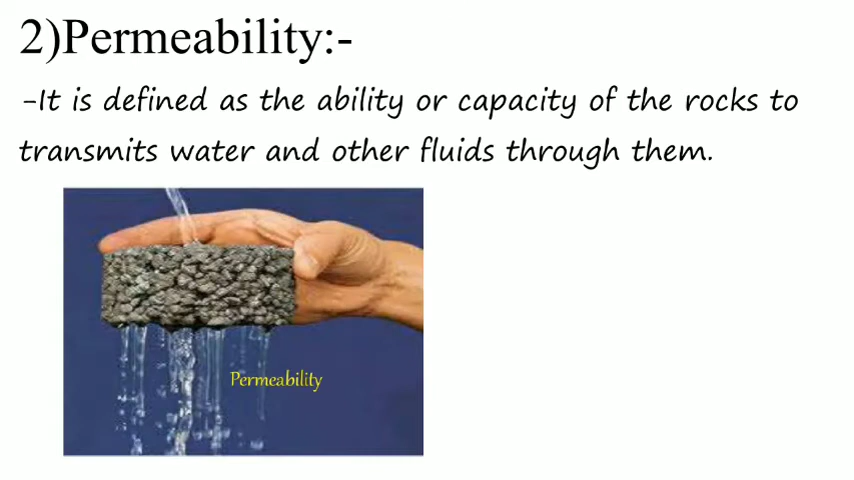 2)Permeability:-
-It is defined as the ability or capacity of the rocks to
transmits water and other fluids through them.
Permeability